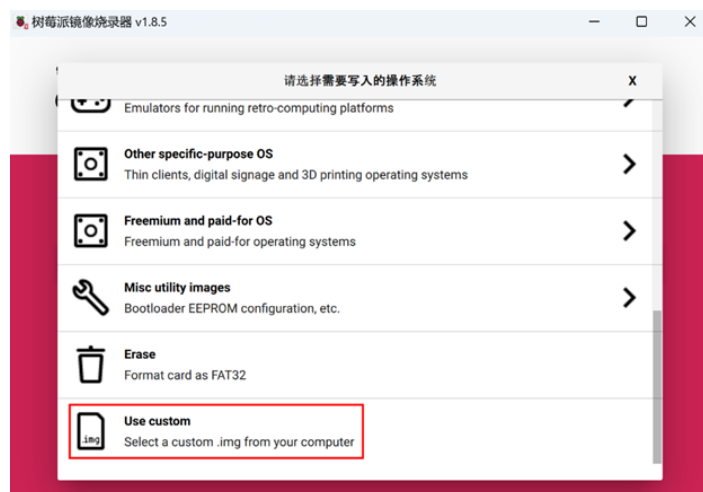 树莓派镜像烧录器 v1.8.5
请选择需要写入的操作系统
X
Emulators for running retro-computing platforms
Other specific-purpose OS
Thin clients, digital signage and 3D printing operating systems
Freemium and paid-for OS
Freemium and paid-for operating systems
Misc utility images
Bootloader EEPROM configuration, etc.
Erase
Format card as FAT32
Use custom
.img
Select a custom .img from your computer